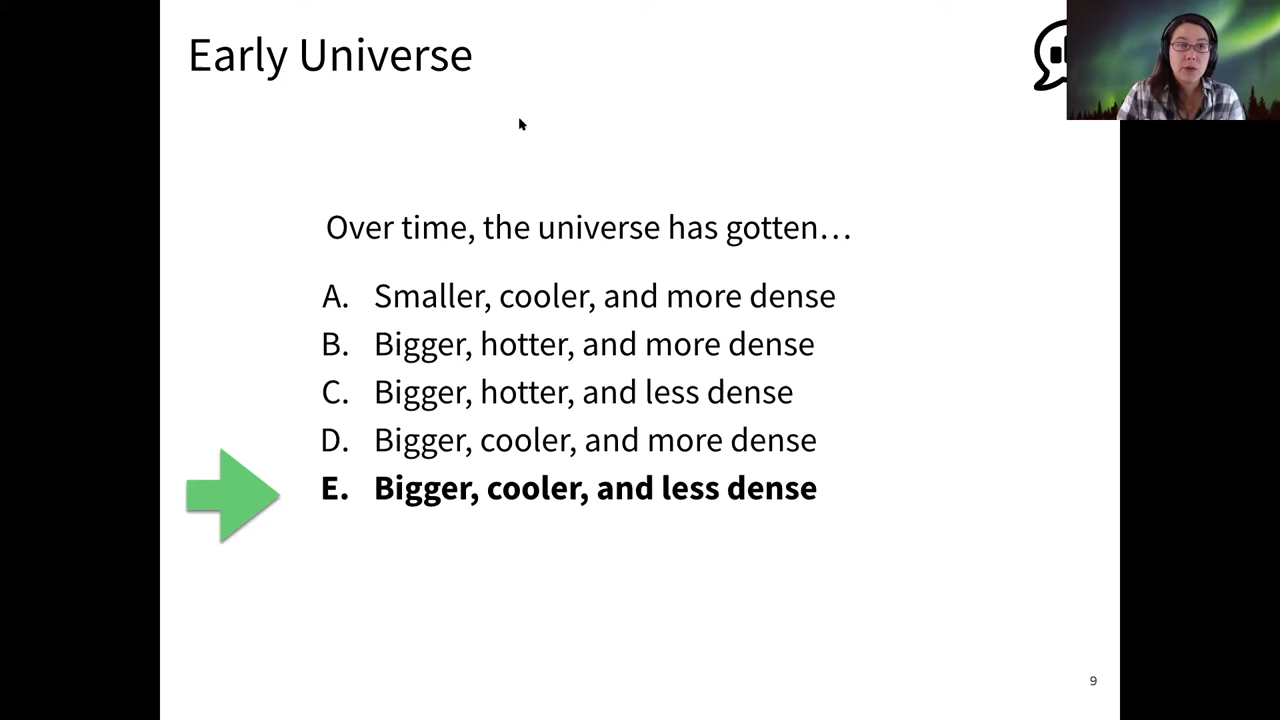 Early Universe
Over time, the universe has gotten…
A. Smaller, cooler, and more dense
B. Bigger, hotter, and more dense
C. Bigger, hotter, and less dense
D. Bigger, cooler, and more dense
E. Bigger, cooler, and less dense
9